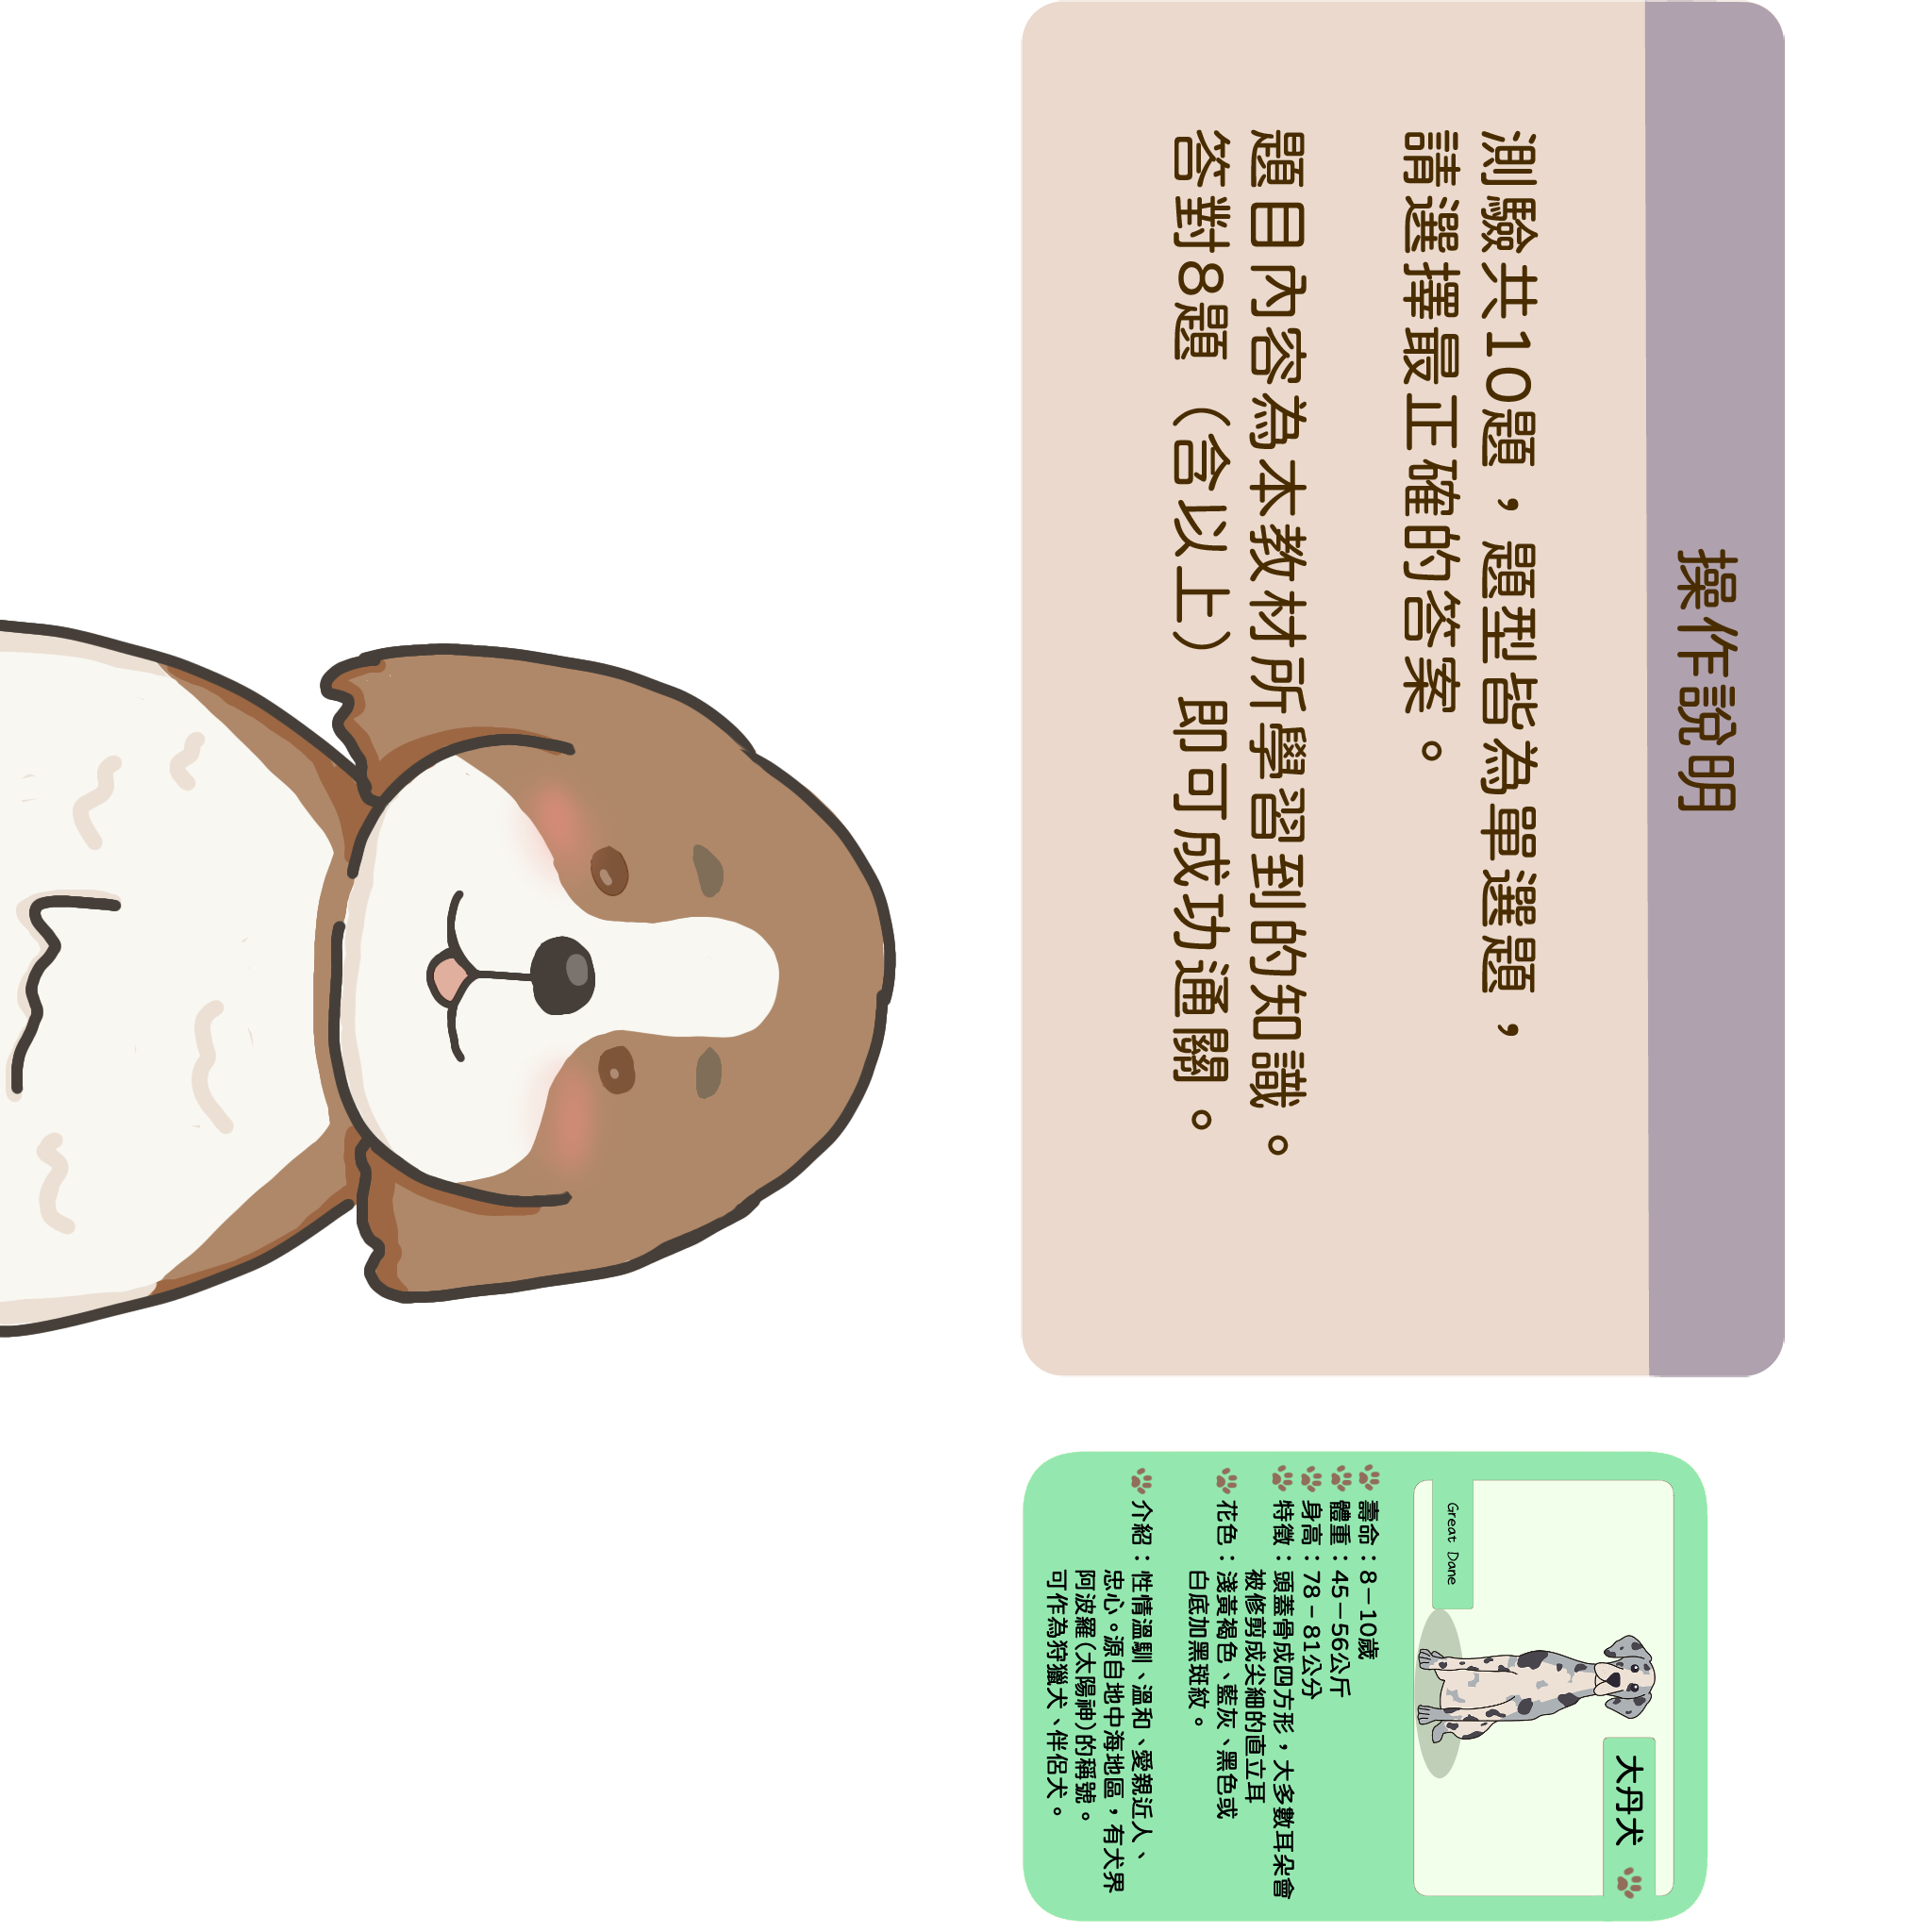 操作說明
測驗共10題，題型皆為單選題，
請選擇最正確的答案。
題目內容為本教材所學習到的知識。
答對8題（含以上）即可成功通關。
大丹犬
Great Dane
壽命：8－10歲
體重：45－56公斤
身高：78－81公分
特徵：頭蓋骨成四方形，大多數耳朵會
被修剪成尖細的直立耳
花色：淺黃褐色、藍灰、黑色或
白底加黑斑紋。
介紹：性情溫馴、溫和、愛親近人、
忠心。源自地中海地區，有犬界
阿波羅(太陽神)的稱號。
可作為狩獵犬、伴侶犬。